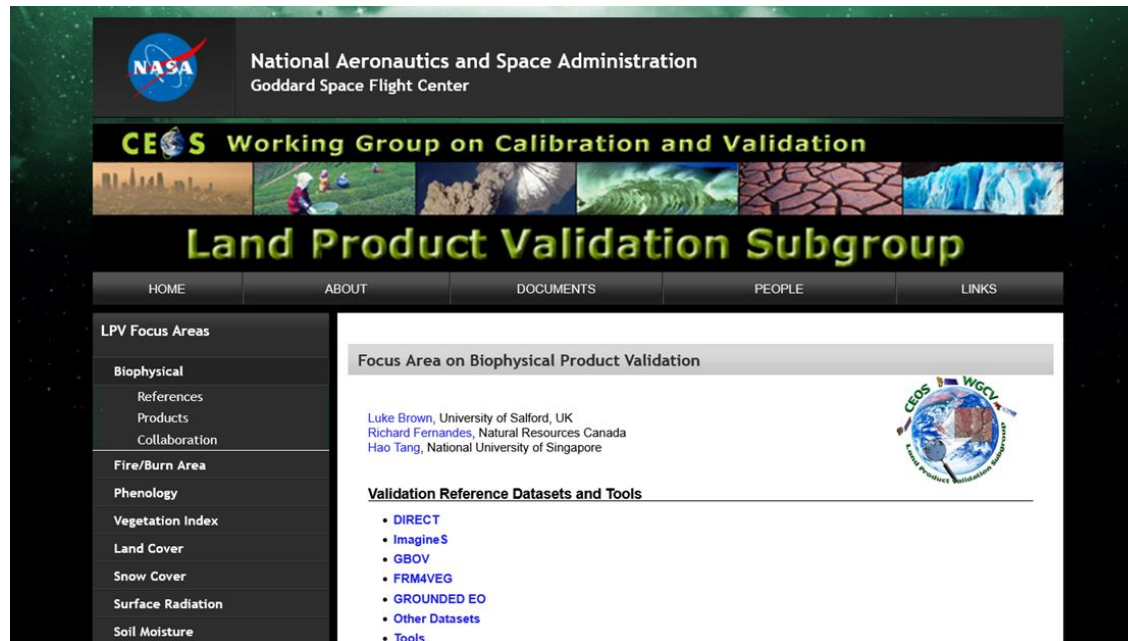 NASA
National Aeronautics and Space Administration
Goddard Space Flight Center
CEOS Working Group on Calibration and Validation
Land Product Validation Subgroup
HOME ABOUT DOCUMENTS PEOPLE LINKS
LPV Focus Areas
Biophysical
References
Products
Collaboration
Fire/Burn Area
Phenology
Vegetation Index
Land Cover
Snow Cover
Surface Radiation
Soil Moisture
Focus Area on Biophysical Product Validation
CEOS WGCV
Land Product Validation Subgroup
Luke Brown, University of Salford, UK
Richard Fernandes, Natural Resources Canada
Hao Tang, National University of Singapore
Validation Reference Datasets and Tools
• DIRECT
• ImagineS
• GBOV
• FRM4VEG
• GROUNDED EO
• Other Datasets
• Tools